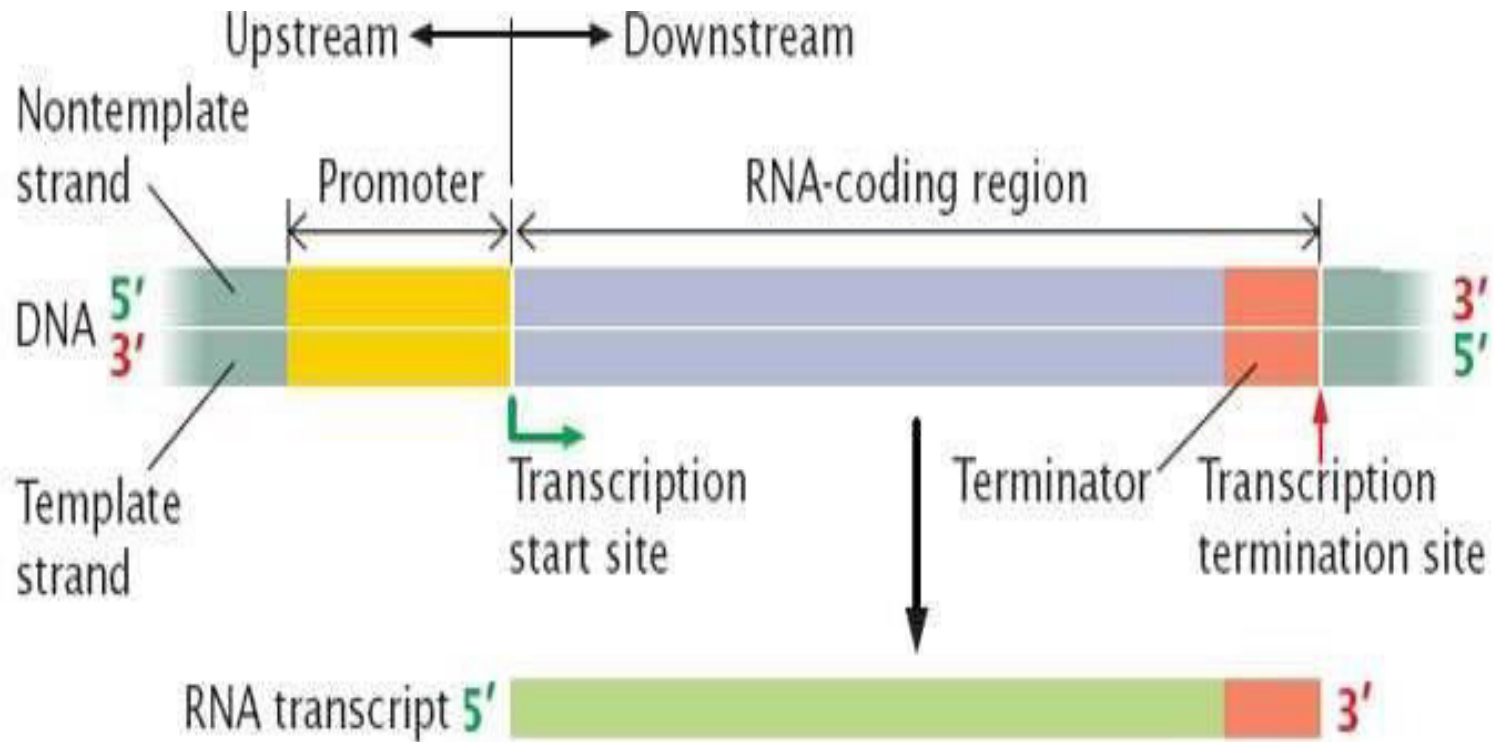 Upstream Downstream
Nontemplate
strand
Promoter
RNA-coding region
DNA 5′ 3′
3′ 5′
Template
strand
Transcription
start site
Terminator
Transcription
termination site
RNA transcript 5′ 3′